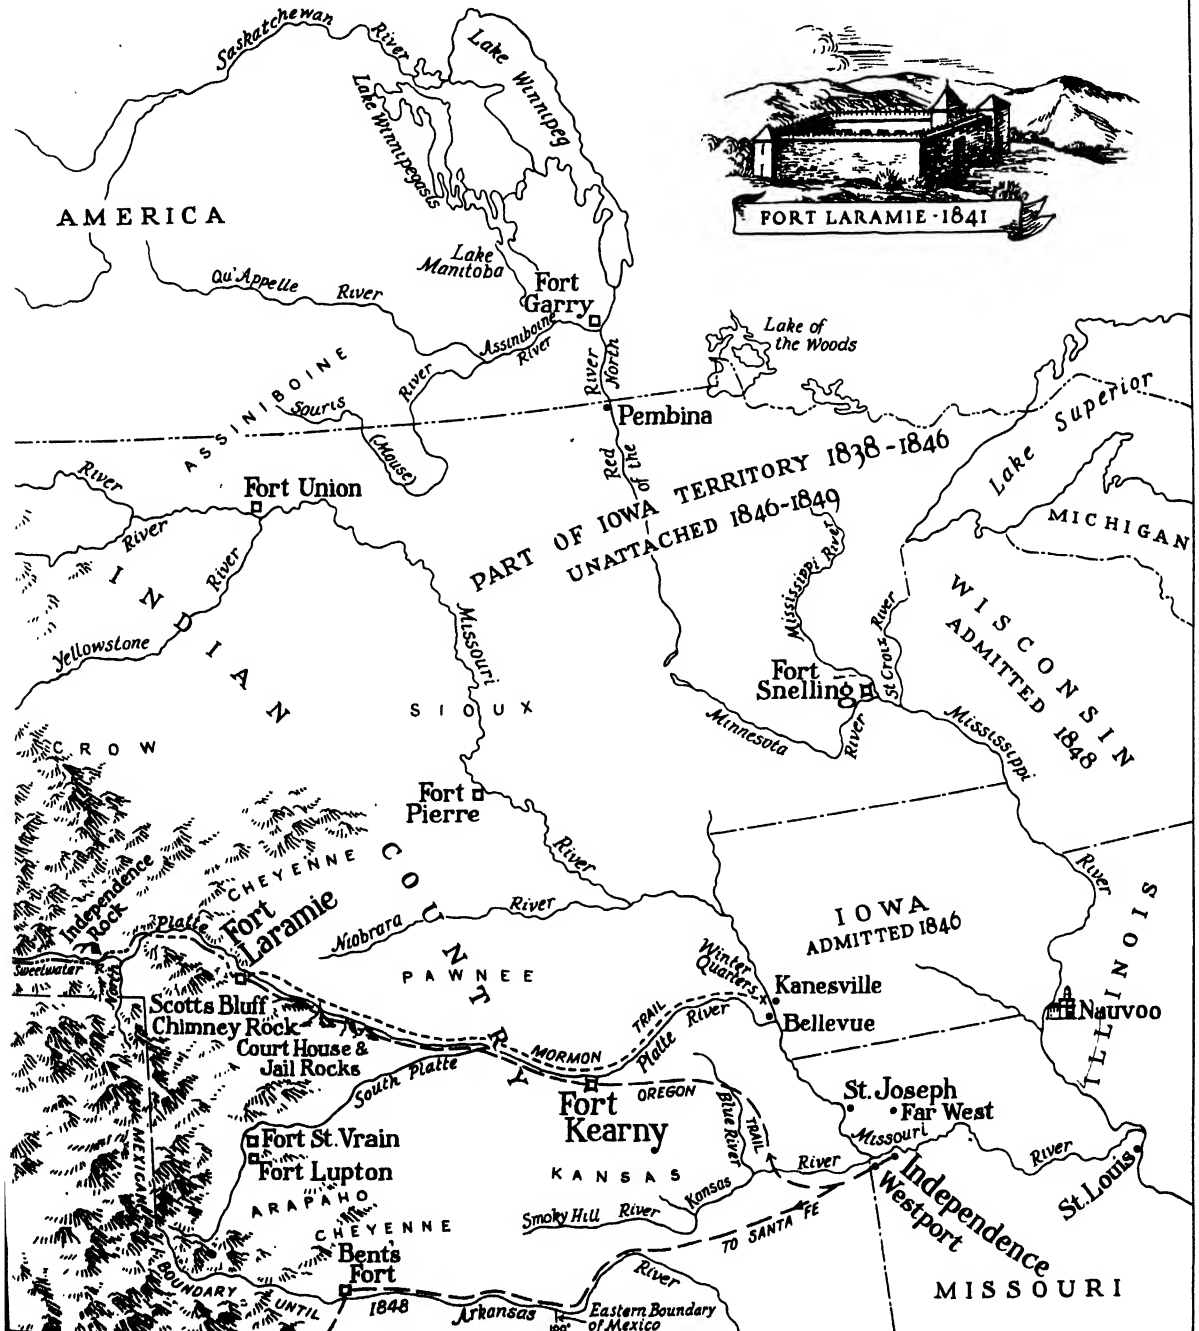 Saskatchewan River
Lake Winnipeg
Lake Winnipegosis
FORT LARAMIE - 1841
AMERICA
Lake
Manitoba
Qu'Appelle River
Fort
Garry
Assiniboine
River
Lake of
the Woods
River
ASSINIBOINE
Souris
(Mouse)
River
North
Pembina
Red
of the
Lake Superior
River
Fort Union
River
River
PART OF IOWA TERRITORY 1838-1846
UNATTACHED 1846-1849
MICHIGAN
INDIAN
Yellowstone
Missouri
Mississippi River
St Croix River
WISCONSIN
ADMITTED 1848
Fort
Snelling
SIOUX
Minnesota
River
Mississippi
CROW
Fort
Pierre
River
River
CHEYENNE
COUNTRY
Independence
Rock
Platte
Fort
Laramie
Niobrara River
IOWA
ADMITTED 1846
ILLINOIS
Sweetwater
North
PAWNEE
Winter
Quarters
Kanesville
Bellevue
Nauvoo
Scotts Bluff
Chimney Rock
Court House &
Jail Rocks
MORMON TRAIL
Platte River
South Platte
OREGON
TRAIL
Blue River
Fort
Kearny
St. Joseph
Far West
Missouri
River
River
St. Louis
Fort St. Vrain
Fort Lupton
ARAPAHO
KANSAS
Kansas
Smoky Hill River
Independence
Westport
TO SANTA FE
CHEYENNE
Bent's
Fort
MEXICAN
BOUNDARY UNTIL 1848
Arkansas
River
Eastern Boundary
of Mexico
100°
MISSOURI